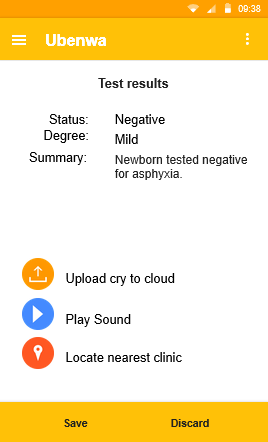 09:38
Ubenwa
Test results
Status: Negative
Degree: Mild
Summary: Newborn tested negative
for asphyxia.
Upload cry to cloud
Play Sound
Locate nearest clinic
Save Discard